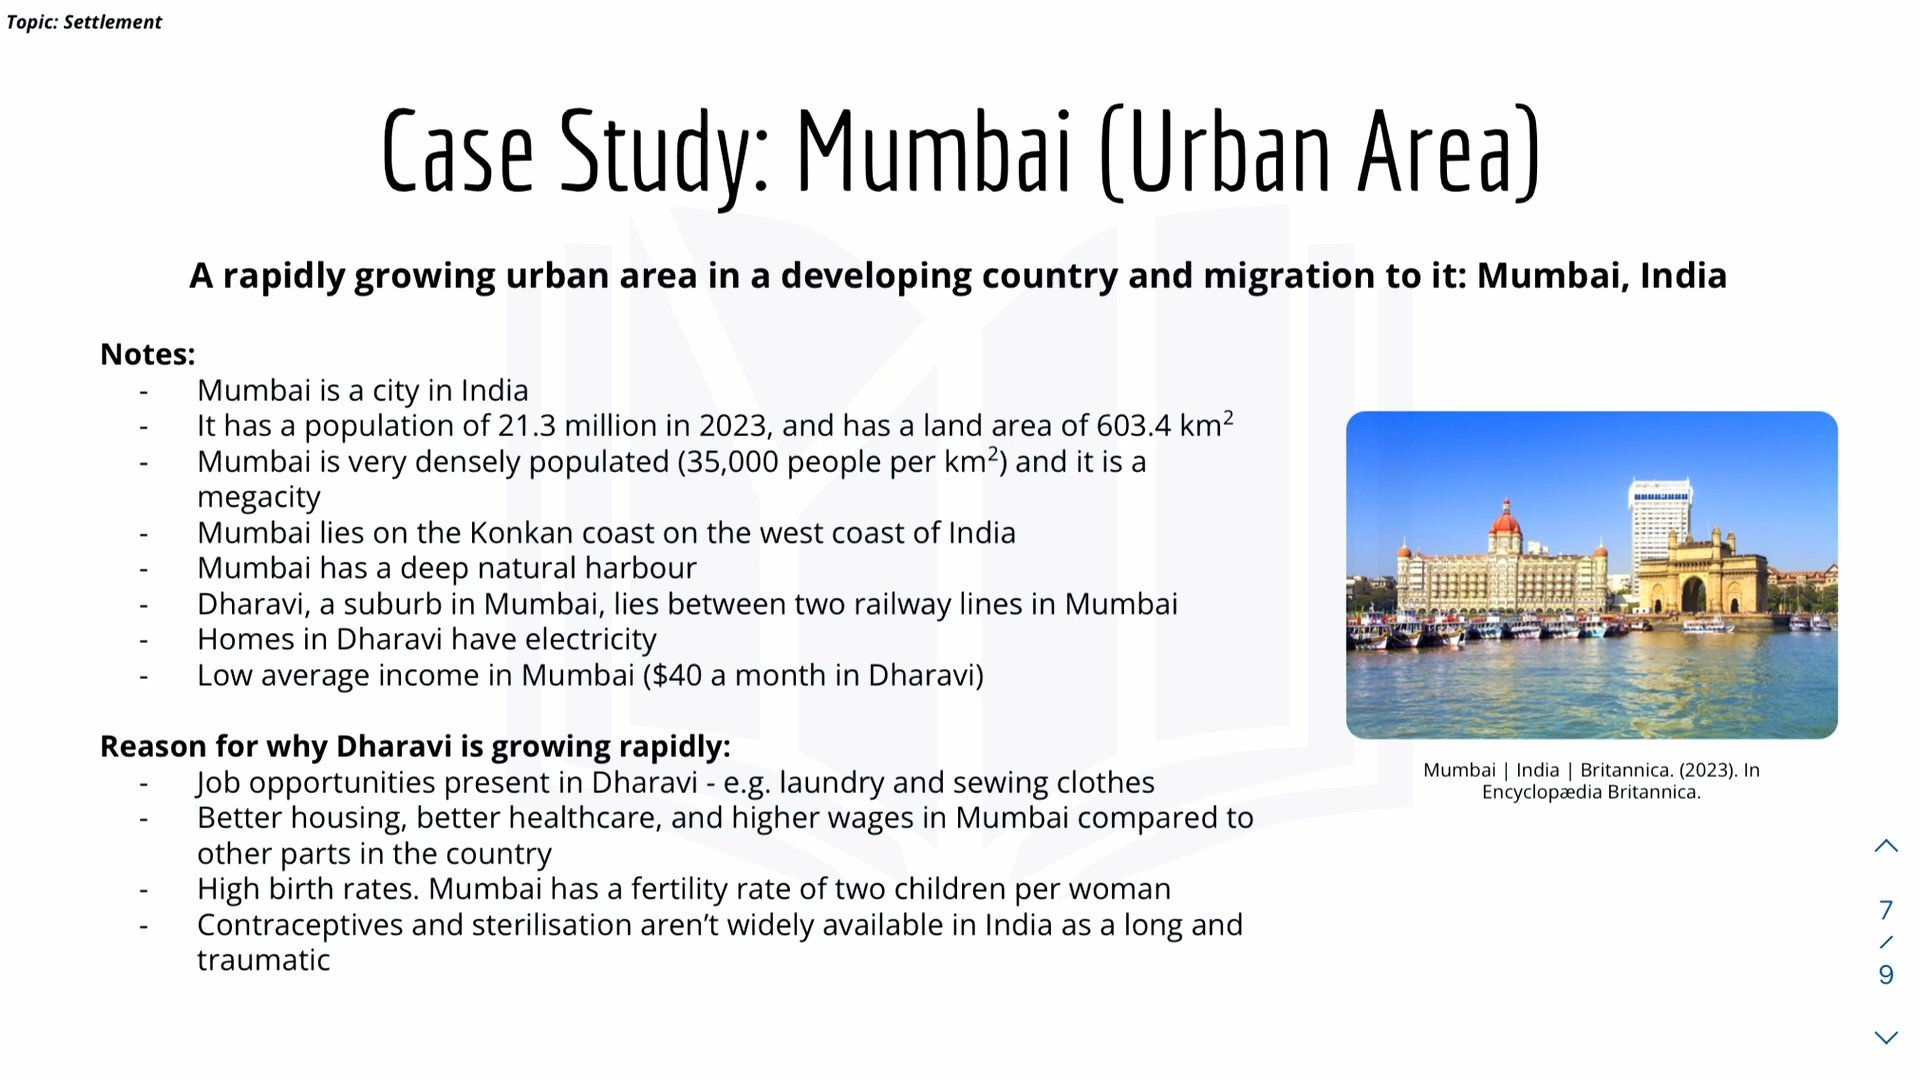 Topic: Settlement
Case Study: Mumbai (Urban Area)
A rapidly growing urban area in a developing country and migration to it: Mumbai, India
Notes:
- Mumbai is a city in India
- It has a population of 21.3 million in 2023, and has a land area of 603.4 km²
- Mumbai is very densely populated (35,000 people per km²) and it is a
megacity
- Mumbai lies on the Konkan coast on the west coast of India
- Mumbai has a deep natural harbour
- Dharavi, a suburb in Mumbai, lies between two railway lines in Mumbai
- Homes in Dharavi have electricity
- Low average income in Mumbai ($40 a month in Dharavi)
Reason for why Dharavi is growing rapidly:
- Job opportunities present in Dharavi - e.g. laundry and sewing clothes
- Better housing, better healthcare, and higher wages in Mumbai compared to
other parts in the country
- High birth rates. Mumbai has a fertility rate of two children per woman
- Contraceptives and sterilisation aren’t widely available in India as a long and
traumatic
Mumbai | India | Britannica. (2023). In
Encyclopædia Britannica.
7
/
9